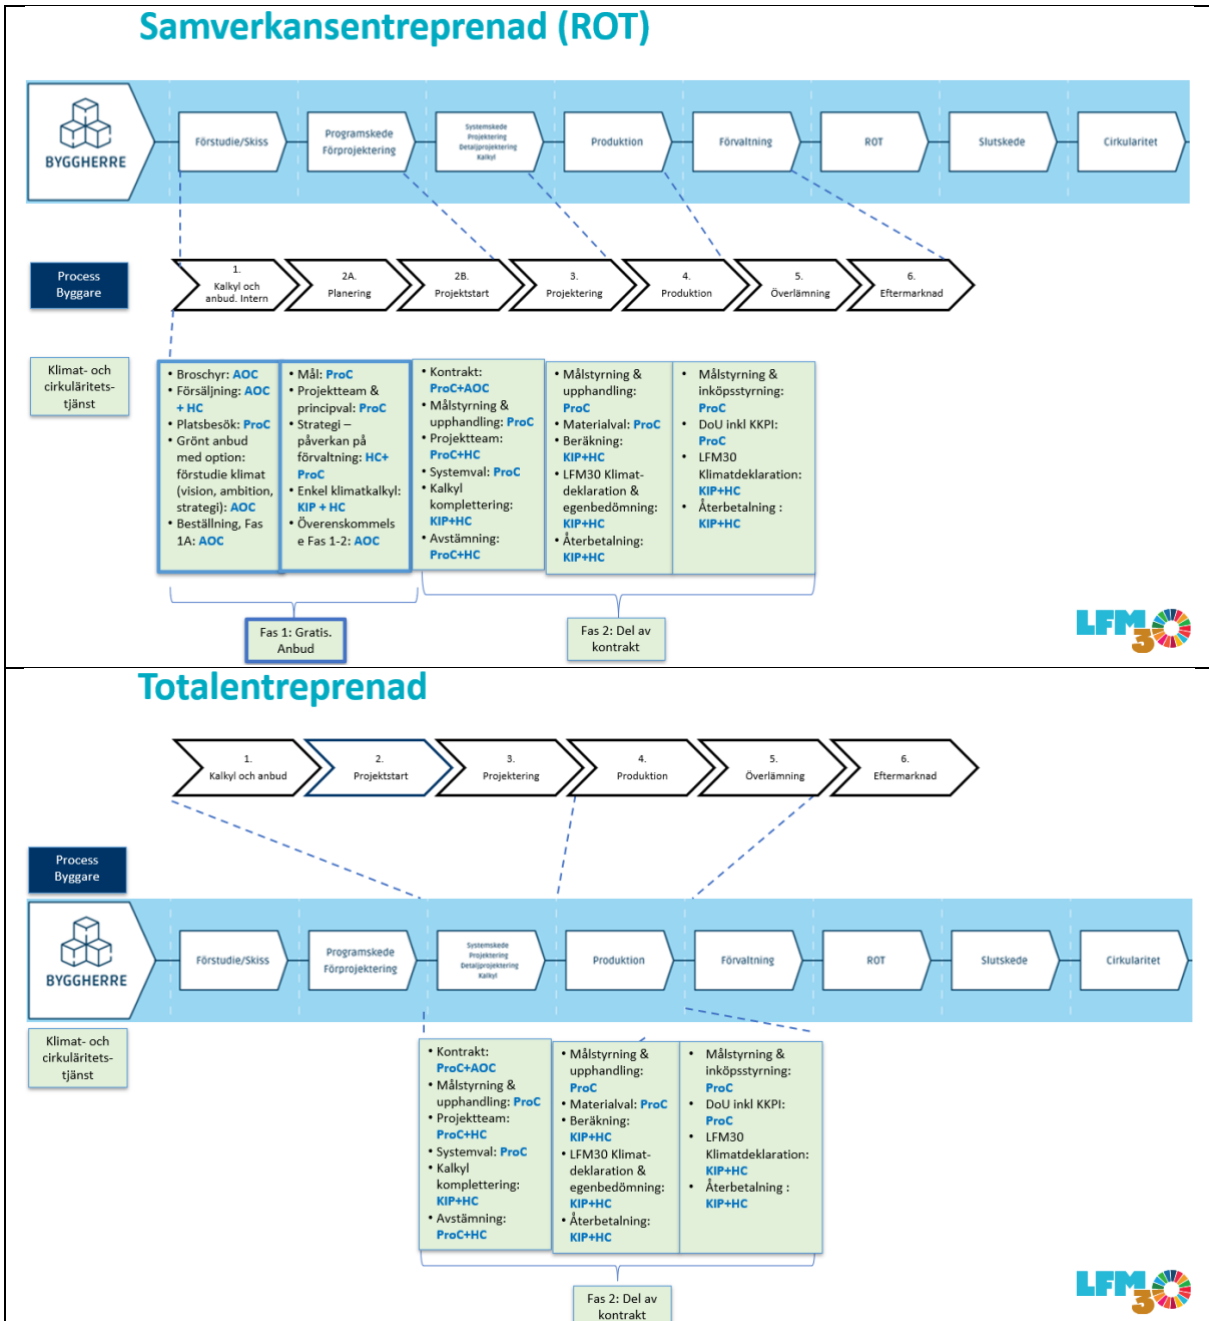 Samverkansentreprenad (ROT)
BYGGHERRE
Förstudie/Skiss
Programskede
Förprojektering
Systemskede
Projektering
Detaljprojektering
Kalkyl
Produktion
Förvaltning
ROT
Slutskede
Cirkularitet
Process
Byggare
1.
Kalkyl och
anbud. Intern
2A.
Planering
2B.
Projektstart
3.
Projektering
4.
Produktion
5.
Överlämning
6.
Eftermarknad
Klimat- och
cirkuläritets-
tjänst
• Broschyr: AOC
• Försäljning: AOC
+ HC
• Platsbesök: ProC
• Grönt anbud
med option:
förstudie klimat
(vision, ambition,
strategi): AOC
• Beställning, Fas
1A: AOC
• Mål: ProC
• Projektteam &
principval: ProC
• Strategi –
påverkan på
förvaltning: HC+
ProC
• Enkel klimatkalkyl:
KIP + HC
• Överenskommels
e Fas 1-2: AOC
• Kontrakt:
ProC+AOC
• Målstyrning &
upphandling: ProC
• Projektteam:
ProC+HC
• Systemval: ProC
• Kalkyl
komplettering:
KIP+HC
• Avstämning:
ProC+HC
• Målstyrning &
upphandling:
ProC
• Materialval: ProC
• Beräkning:
KIP+HC
• LFM30 Klimat-
deklaration &
egenbedömning:
KIP+HC
• Återbetalning:
KIP+HC
• Målstyrning &
inköpsstyrning:
ProC
• DoU inkl KKPI:
ProC
• LFM30
Klimatdeklaration:
KIP+HC
• Återbetalning :
KIP+HC
Fas 1: Gratis.
Anbud
Fas 2: Del av
kontrakt
LFM30
Totalentreprenad
1.
Kalkyl och anbud
2.
Projektstart
3.
Projektering
4.
Produktion
5.
Överlämning
6.
Eftermarknad
Process
Byggare
BYGGHERRE
Förstudie/Skiss
Programskede
Förprojektering
Systemskede
Projektering
Detaljprojektering
Kalkyl
Produktion
Förvaltning
ROT
Slutskede
Cirkularitet
Klimat- och
cirkuläritets-
tjänst
• Kontrakt:
ProC+AOC
• Målstyrning &
upphandling: ProC
• Projektteam:
ProC+HC
• Systemval: ProC
• Kalkyl
komplettering:
KIP+HC
• Avstämning:
ProC+HC
• Målstyrning &
upphandling:
ProC
• Materialval: ProC
• Beräkning:
KIP+HC
• LFM30 Klimat-
deklaration &
egenbedömning:
KIP+HC
• Återbetalning:
KIP+HC
• Målstyrning &
inköpsstyrning:
ProC
• DoU inkl KKPI:
ProC
• LFM30
Klimatdeklaration:
KIP+HC
• Återbetalning :
KIP+HC
Fas 2: Del av
kontrakt
LFM30